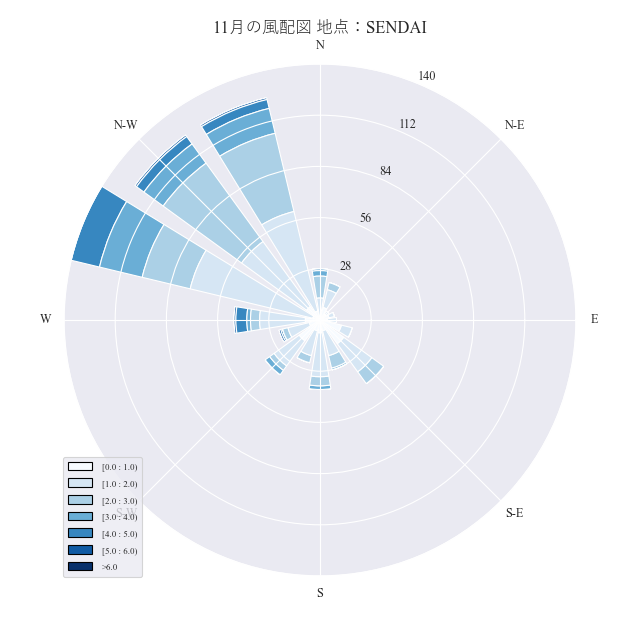 11月の風配図 地点：SENDAI
N
140
N-W
N-E
112
84
56
28
W
E
[0.0 : 1.0)
[1.0 : 2.0)
[2.0 : 3.0)
S-W
S-E
[3.0 : 4.0)
[4.0 : 5.0)
[5.0 : 6.0)
>6.0
S